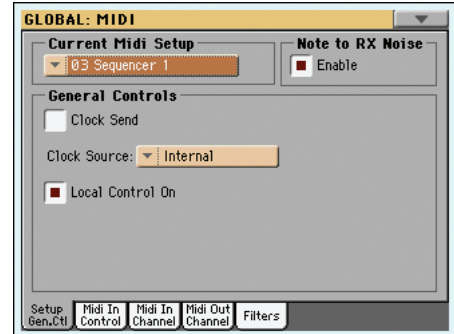 GLOBAL: MIDI
Current Midi Setup
Note to RX Noise
03 Sequencer 1
Enable
General Controls
Clock Send
Clock Source: Internal
Local Control On
Setup Gen.Ctl
Midi In Control
Midi In Channel
Midi Out Channel
Filters